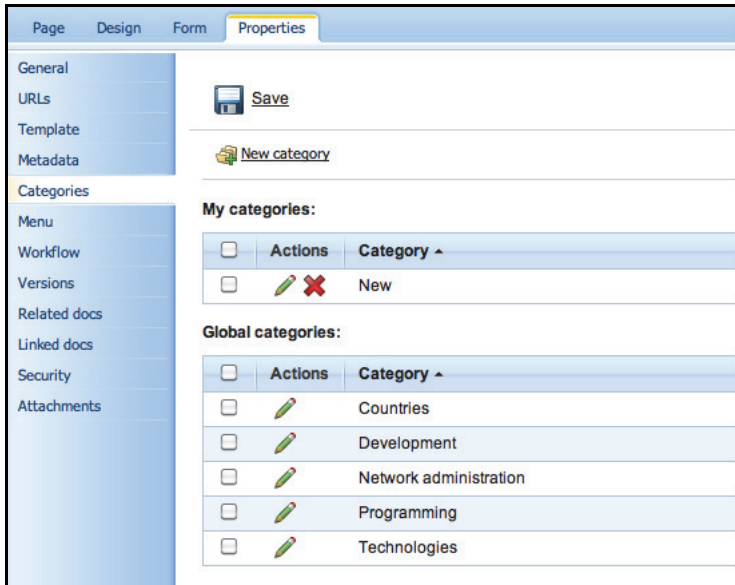 Page Design Form Properties
General
URLs
Template
Metadata
Categories
Menu
Workflow
Versions
Related docs
Linked docs
Security
Attachments
Save
New category
My categories:
Actions Category
New
Global categories:
Actions Category
Countries
Development
Network administration
Programming
Technologies